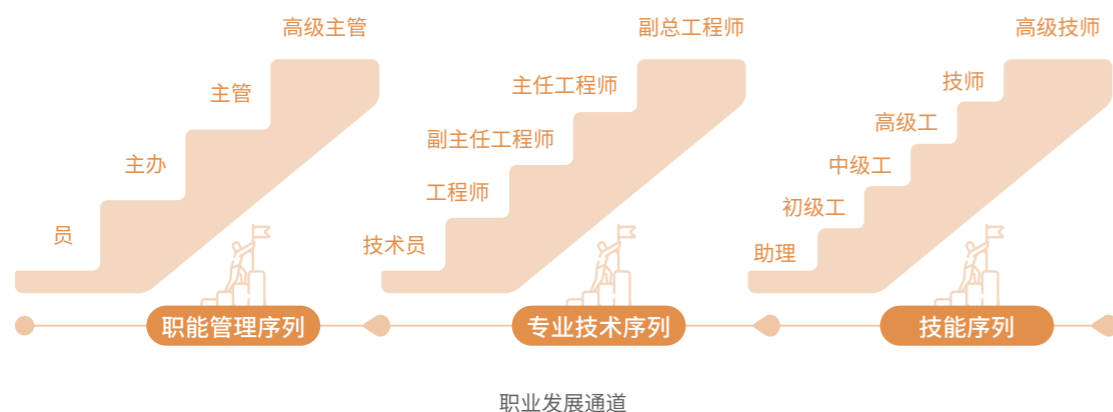 高级主管
主管
主办
员
职能管理序列
副总工程师
主任工程师
副主任工程师
工程师
技术员
专业技术序列
高级技师
技师
高级工
中级工
初级工
助理
技能序列
职业发展通道